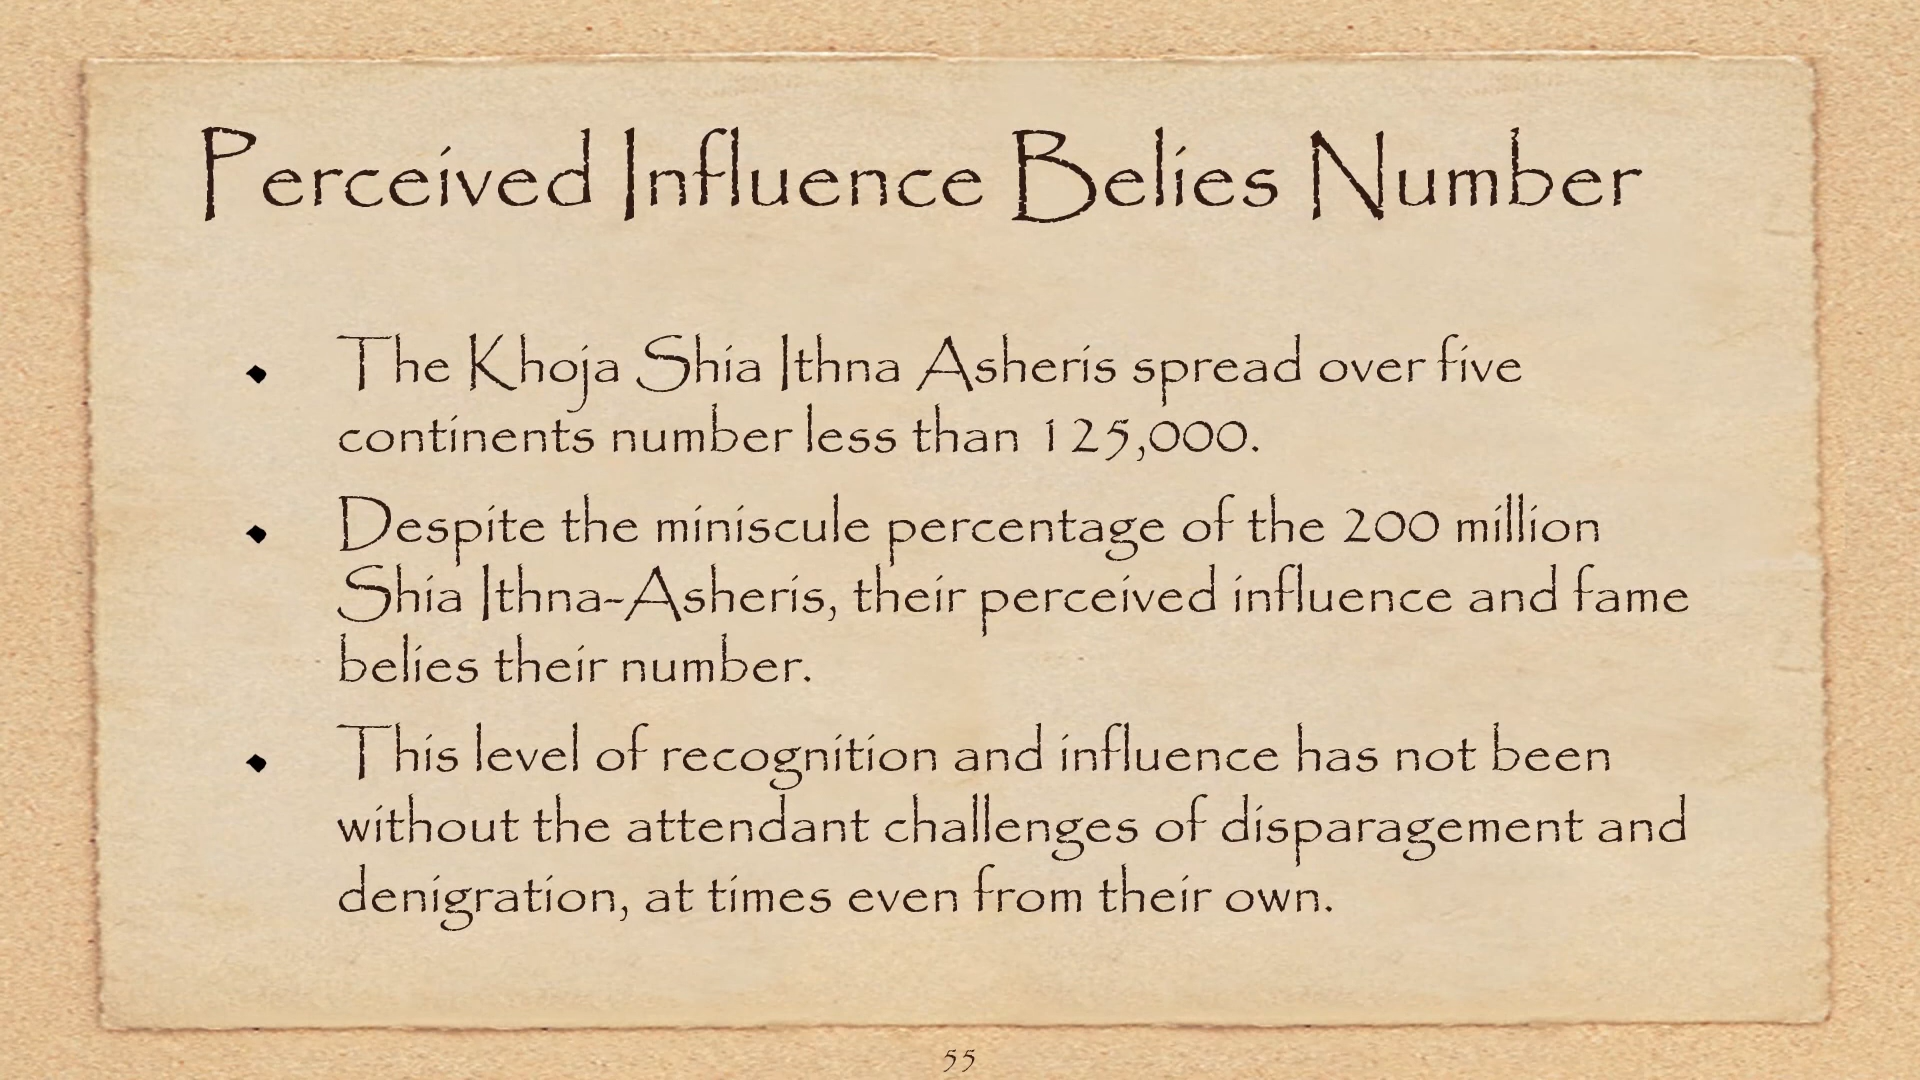 Perceived Influence Belies Number
The Khoja Shia Ithna Asheris spread over five
continents number less than 125,000.
Despite the miniscule percentage of the 200 million
Shia Ithna-Asheris, their perceived influence and fame
belies their number.
This level of recognition and influence has not been
without the attendant challenges of disparagement and
denigration, at times even from their own.
55